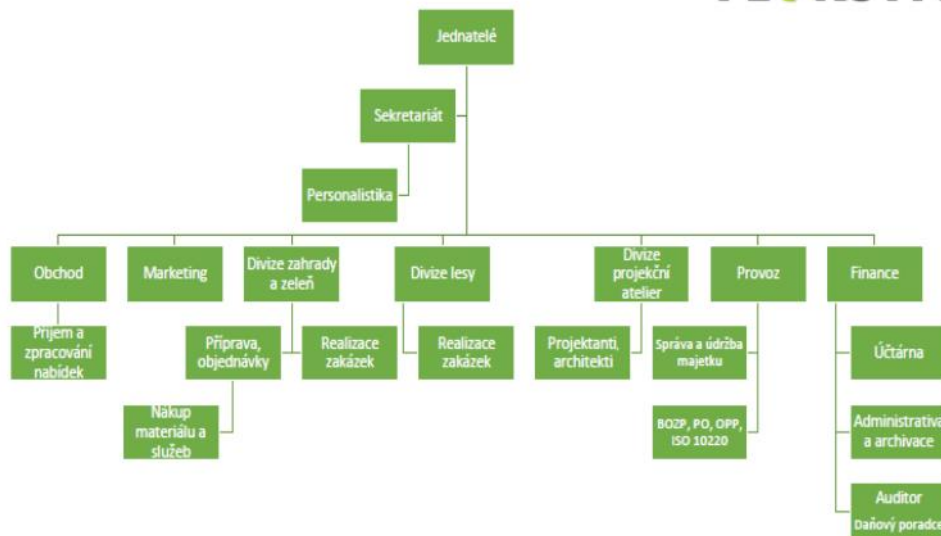 Jednatelé
Sekretariát
Personalistika
Obchod
Marketing
Divize zahrady
a zeleň
Divize lesy
Divize
projekční
atelier
Provoz
Finance
Příjem a
zpracování
nabídek
Příprava,
objednávky
Realizace
zakázek
Realizace
zakázek
Projektanti,
architekti
Správa a údržba
majetku
Účtárna
Nákup
materiálu a
služeb
BOZP, PO, OPP,
ISO 10220
Administrativa
a archivace
Auditor
Daňový poradce